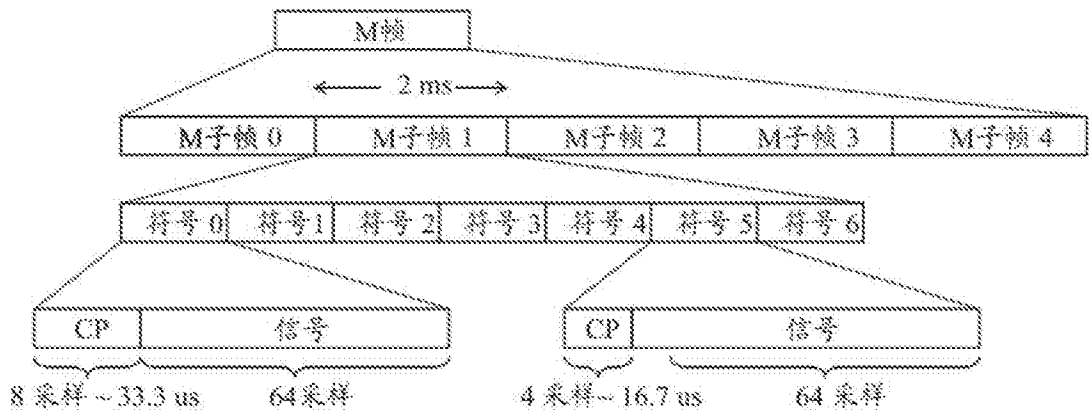 M帧
2 ms
M子帧 0 M子帧 1 M子帧 2 M子帧 3 M子帧 4
符号 0 符号1 符号 2 符号 3 符号 4 符号 5 符号 6
CP 信号 CP 信号
8 采样 ~ 33.3 us 64采样 4 采样~ 16.7 us 64 采样